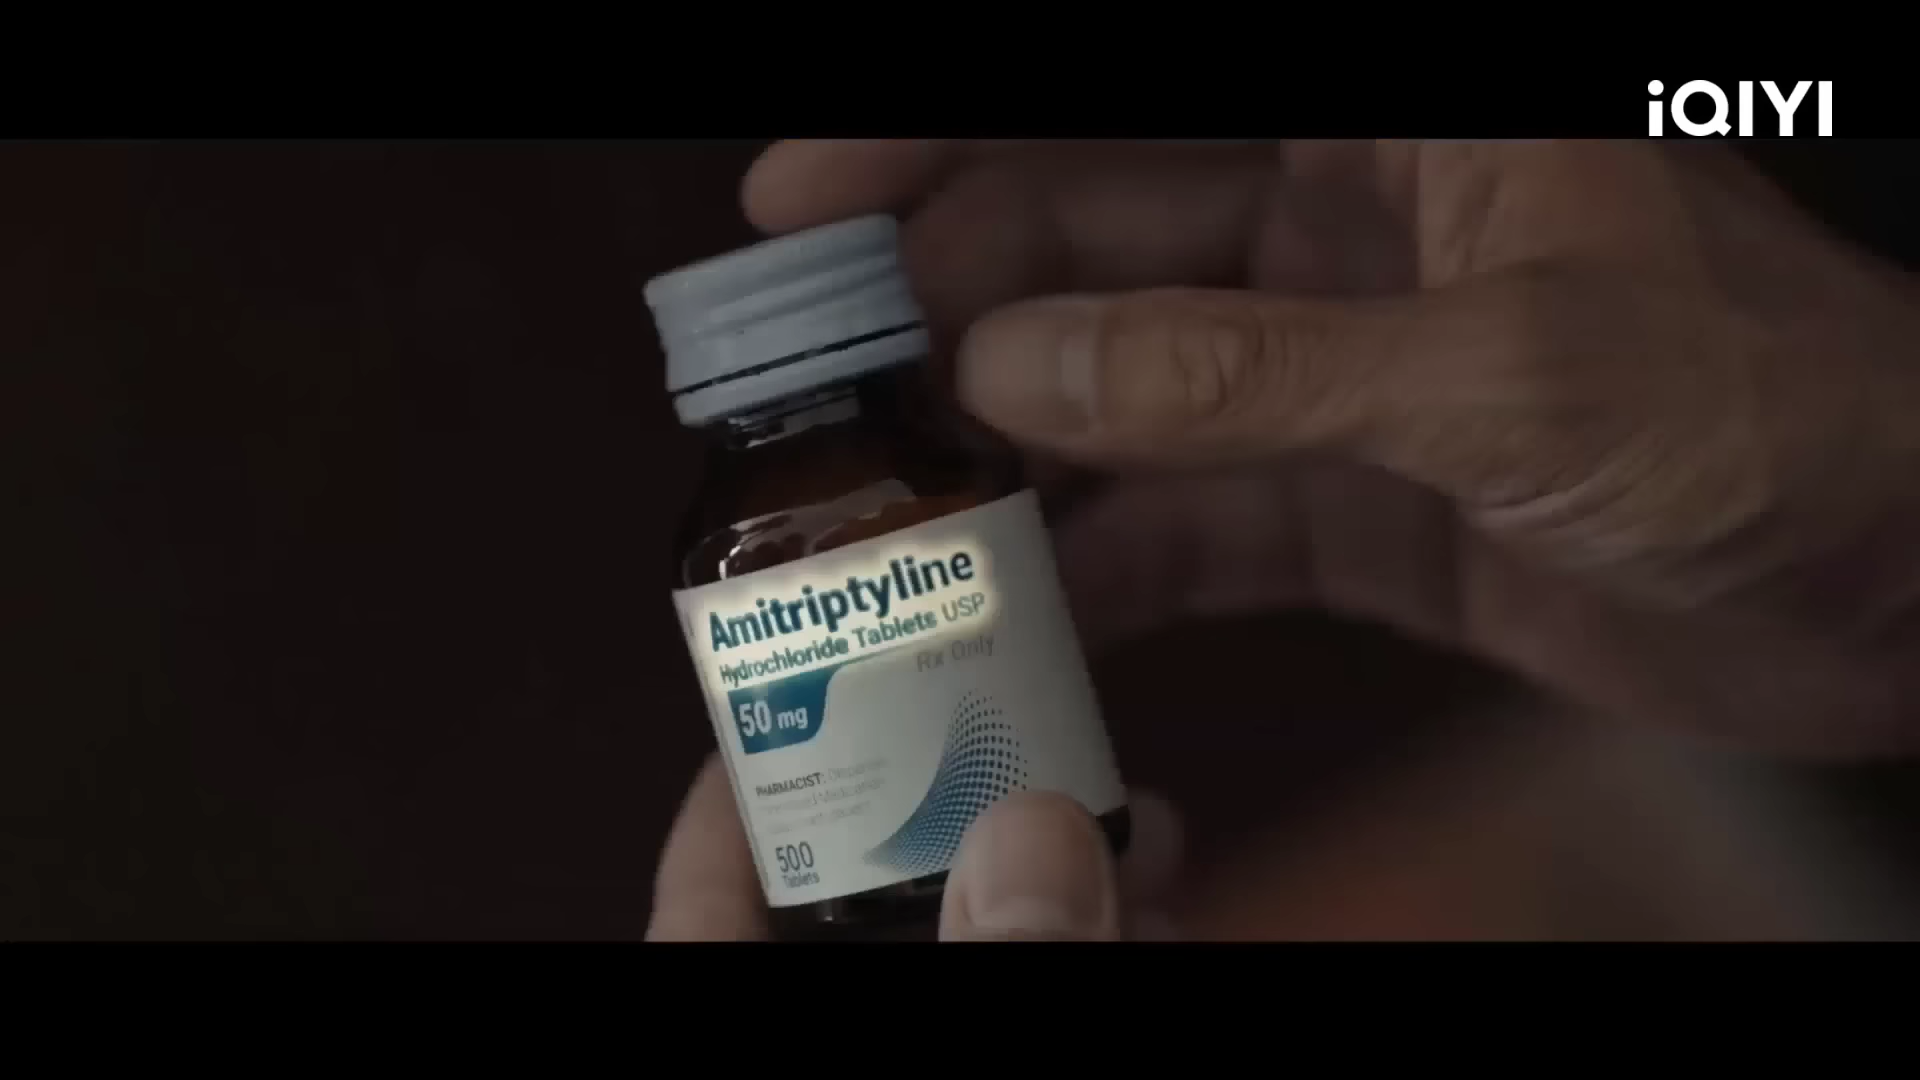 iQIYI
Amitriptyline
Hydrochloride Tablets USP
Rx Only
50 mg
PHARMACIST:
500
Tablets